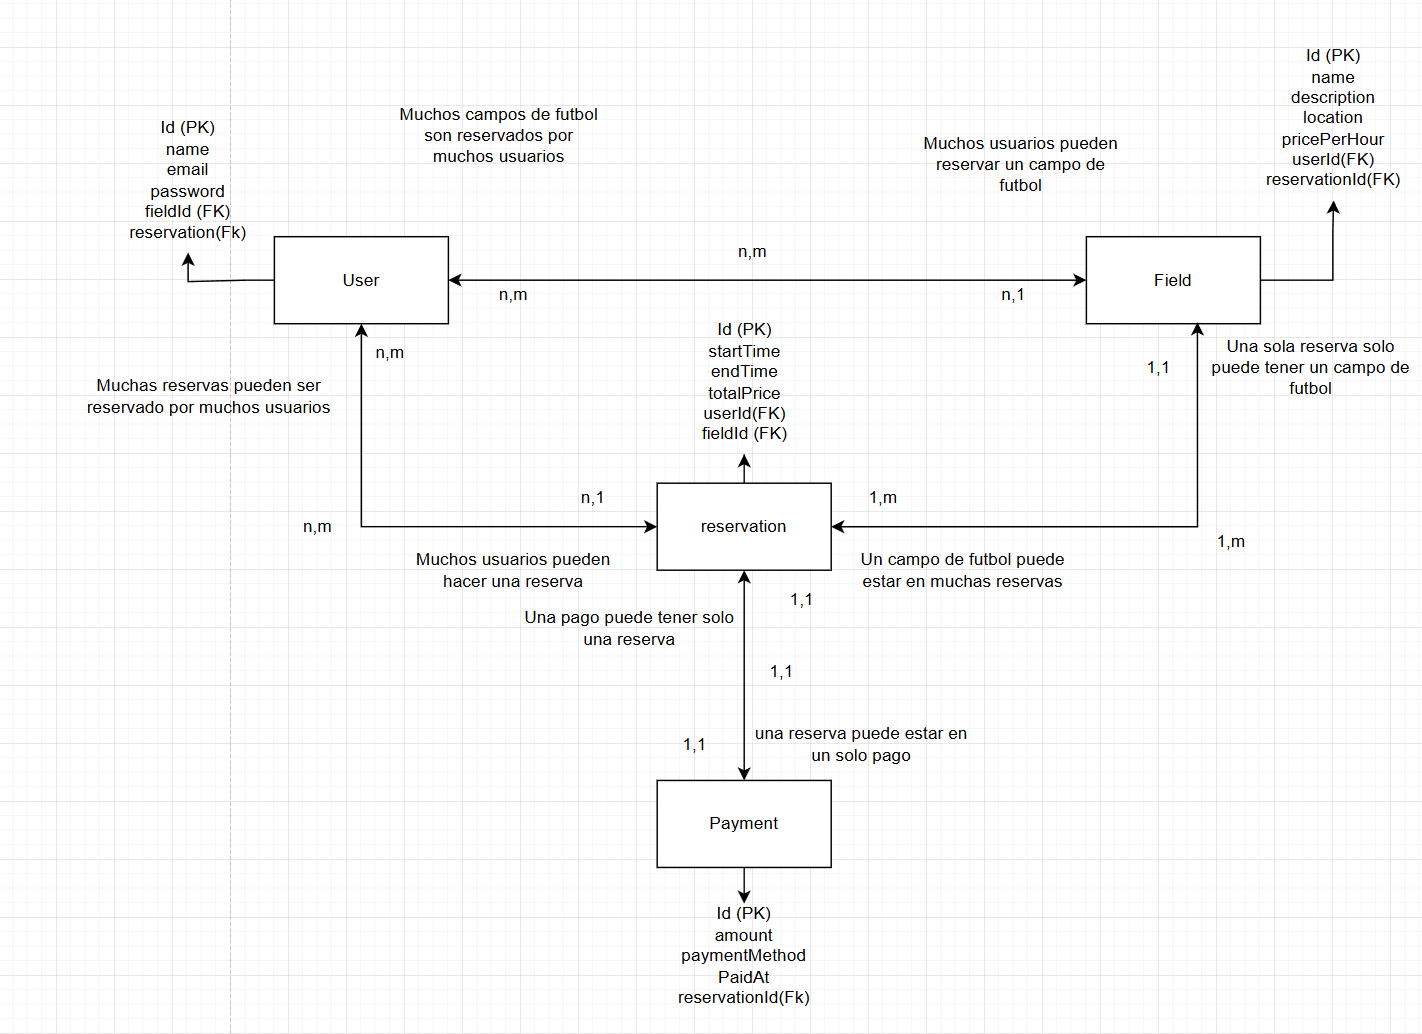 Id (PK)
name
description
location
pricePerHour
userId(FK)
reservationId(FK)
Muchos campos de futbol
son reservados por
muchos usuarios
Id (PK)
name
email
password
fieldId (FK)
reservation(Fk)
Muchos usuarios pueden
reservar un campo de
futbol
n,m
User
Field
n,m
n,1
Id (PK)
startTime
endTime
totalPrice
userId(FK)
fieldId (FK)
n,m
Muchas reservas pueden ser
reservado por muchos usuarios
1,1
Una sola reserva solo
puede tener un campo de
futbol
n,1
1,m
n,m
reservation
1,m
Muchos usuarios pueden
hacer una reserva
Un campo de futbol puede
estar en muchas reservas
1,1
Una pago puede tener solo
una reserva
1,1
1,1
una reserva puede estar en
un solo pago
Payment
Id (PK)
amount
paymentMethod
PaidAt
reservationId(Fk)